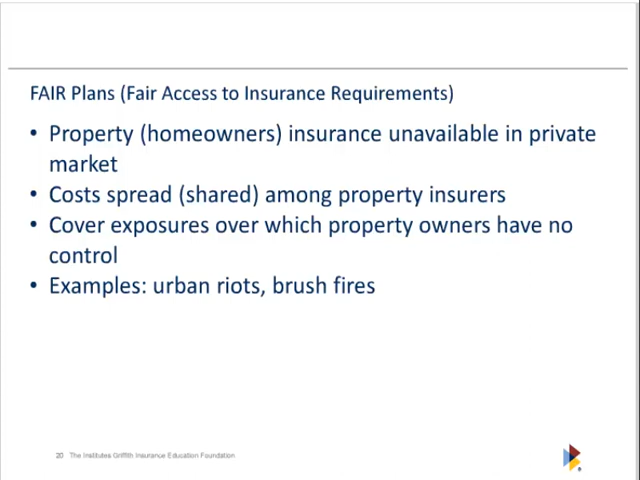 FAIR Plans (Fair Access to Insurance Requirements)
• Property (homeowners) insurance unavailable in private
market
• Costs spread (shared) among property insurers
• Cover exposures over which property owners have no
control
• Examples: urban riots, brush fires
20 The Institutes Griffith Insurance Education Foundation